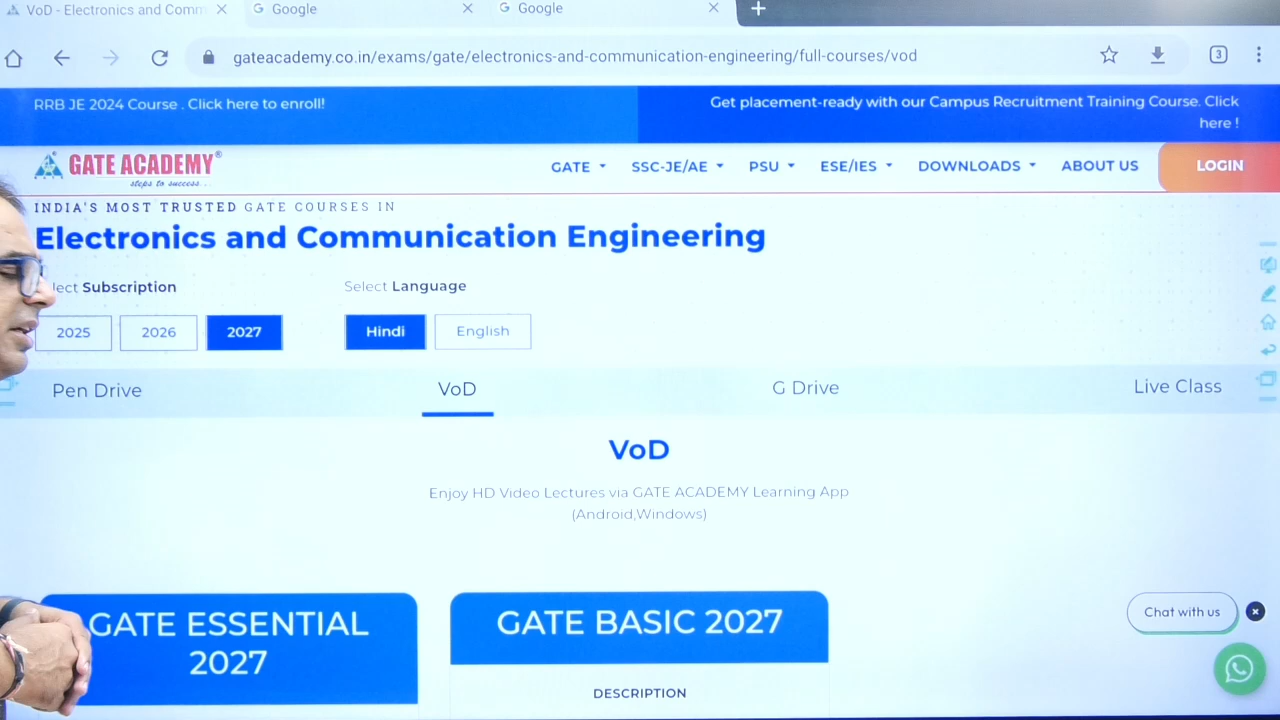 VoD - Electronics and Comm
Google
Google
gateacademy.co.in/exams/gate/electronics-and-communication-engineering/full-courses/vod
3
RRB JE 2024 Course . Click here to enroll!
Get placement-ready with our Campus Recruitment Training Course. Click
here !
GATE ACADEMY®
steps to success...
GATE
SSC-JE/AE
PSU
ESE/IES
DOWNLOADS
ABOUT US
LOGIN
INDIA'S MOST TRUSTED GATE COURSES IN
Electronics and Communication Engineering
lect Subscription
Select Language
2025
2026
2027
Hindi
English
Pen Drive
VoD
G Drive
Live Class
VoD
Enjoy HD Video Lectures via GATE ACADEMY Learning App
(Android,Windows)
GATE ESSENTIAL
2027
GATE BASIC 2027
DESCRIPTION
Chat with us